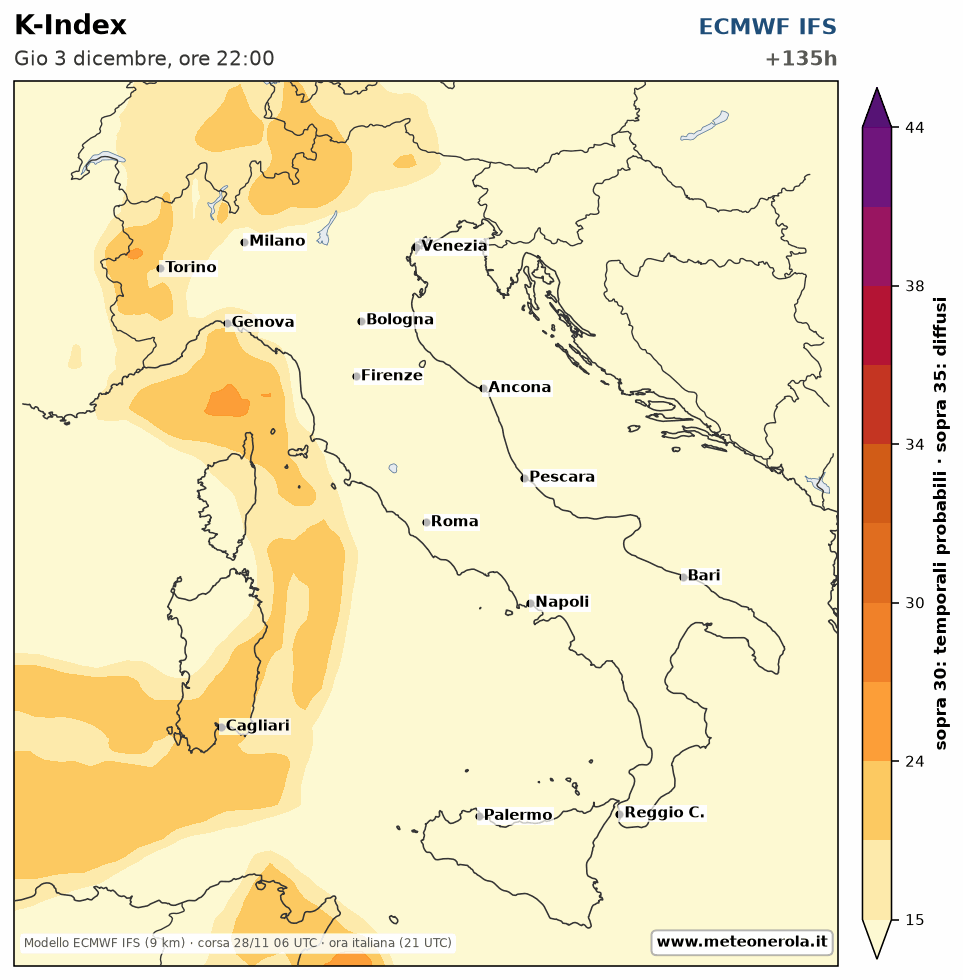 K-Index
ECMWF IFS
Gio 3 dicembre, ore 22:00
+135h
Milano
Venezia
Torino
Genova
Bologna
Firenze
Ancona
Pescara
Roma
Bari
Napoli
Cagliari
Palermo
Reggio C.
44
38
34
30
24
15
sopra 30: temporali probabili · sopra 35: diffusi
Modello ECMWF IFS (9 km) · corsa 28/11 06 UTC · ora italiana (21 UTC)
www.meteonerola.it